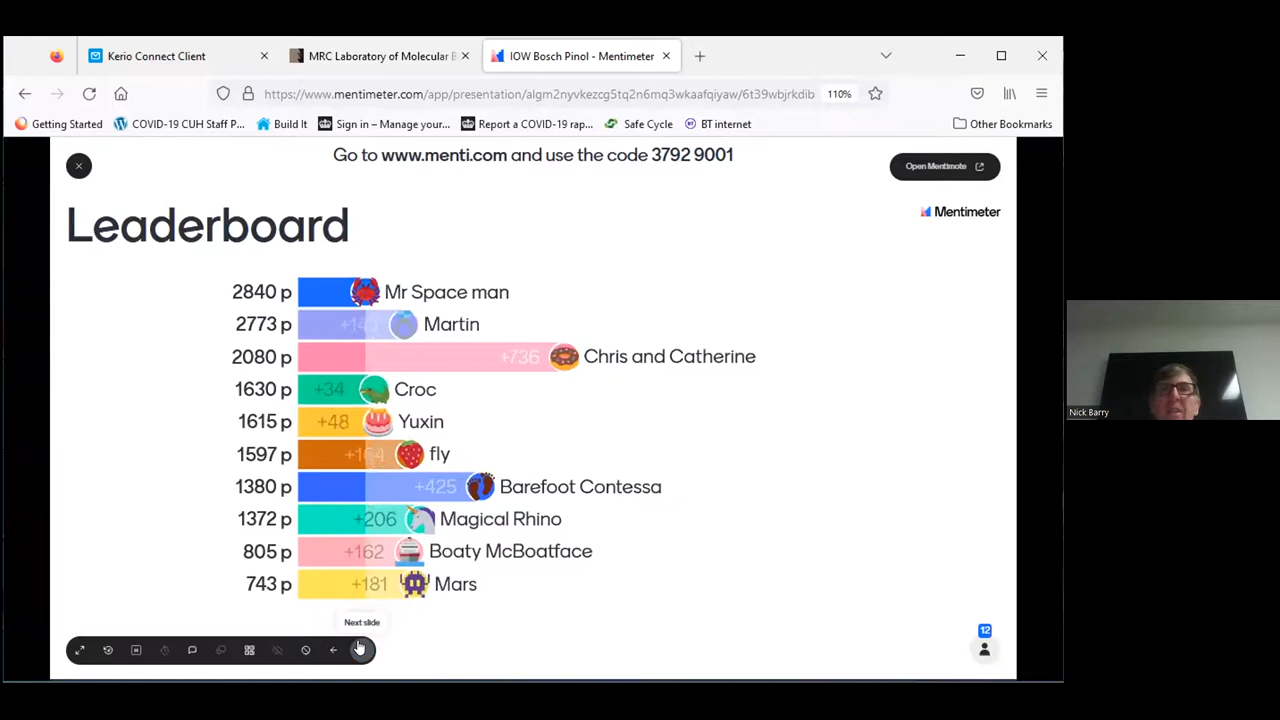 Kerio Connect Client
MRC Laboratory of Molecular B
IOW Bosch Pinol - Mentimeter
https://www.mentimeter.com/app/presentation/algm2nyvkezcg5tq2n6mq3wkaafqiyaw/6t39wbjrkdib
110%
Getting Started
COVID-19 CUH Staff P...
Build It
Sign in – Manage your...
Report a COVID-19 rap...
Safe Cycle
BT internet
Other Bookmarks
Go to www.menti.com and use the code 3792 9001
Open Mentimote
Mentimeter
Leaderboard
2840 p Mr Space man
2773 p Martin
2080 p +736 Chris and Catherine
1630 p +34 Croc
1615 p +48 Yuxin
1597 p fly
1380 p +425 Barefoot Contessa
1372 p +206 Magical Rhino
805 p +162 Boaty McBoatface
743 p +181 Mars
Next slide
12
Nick Barry